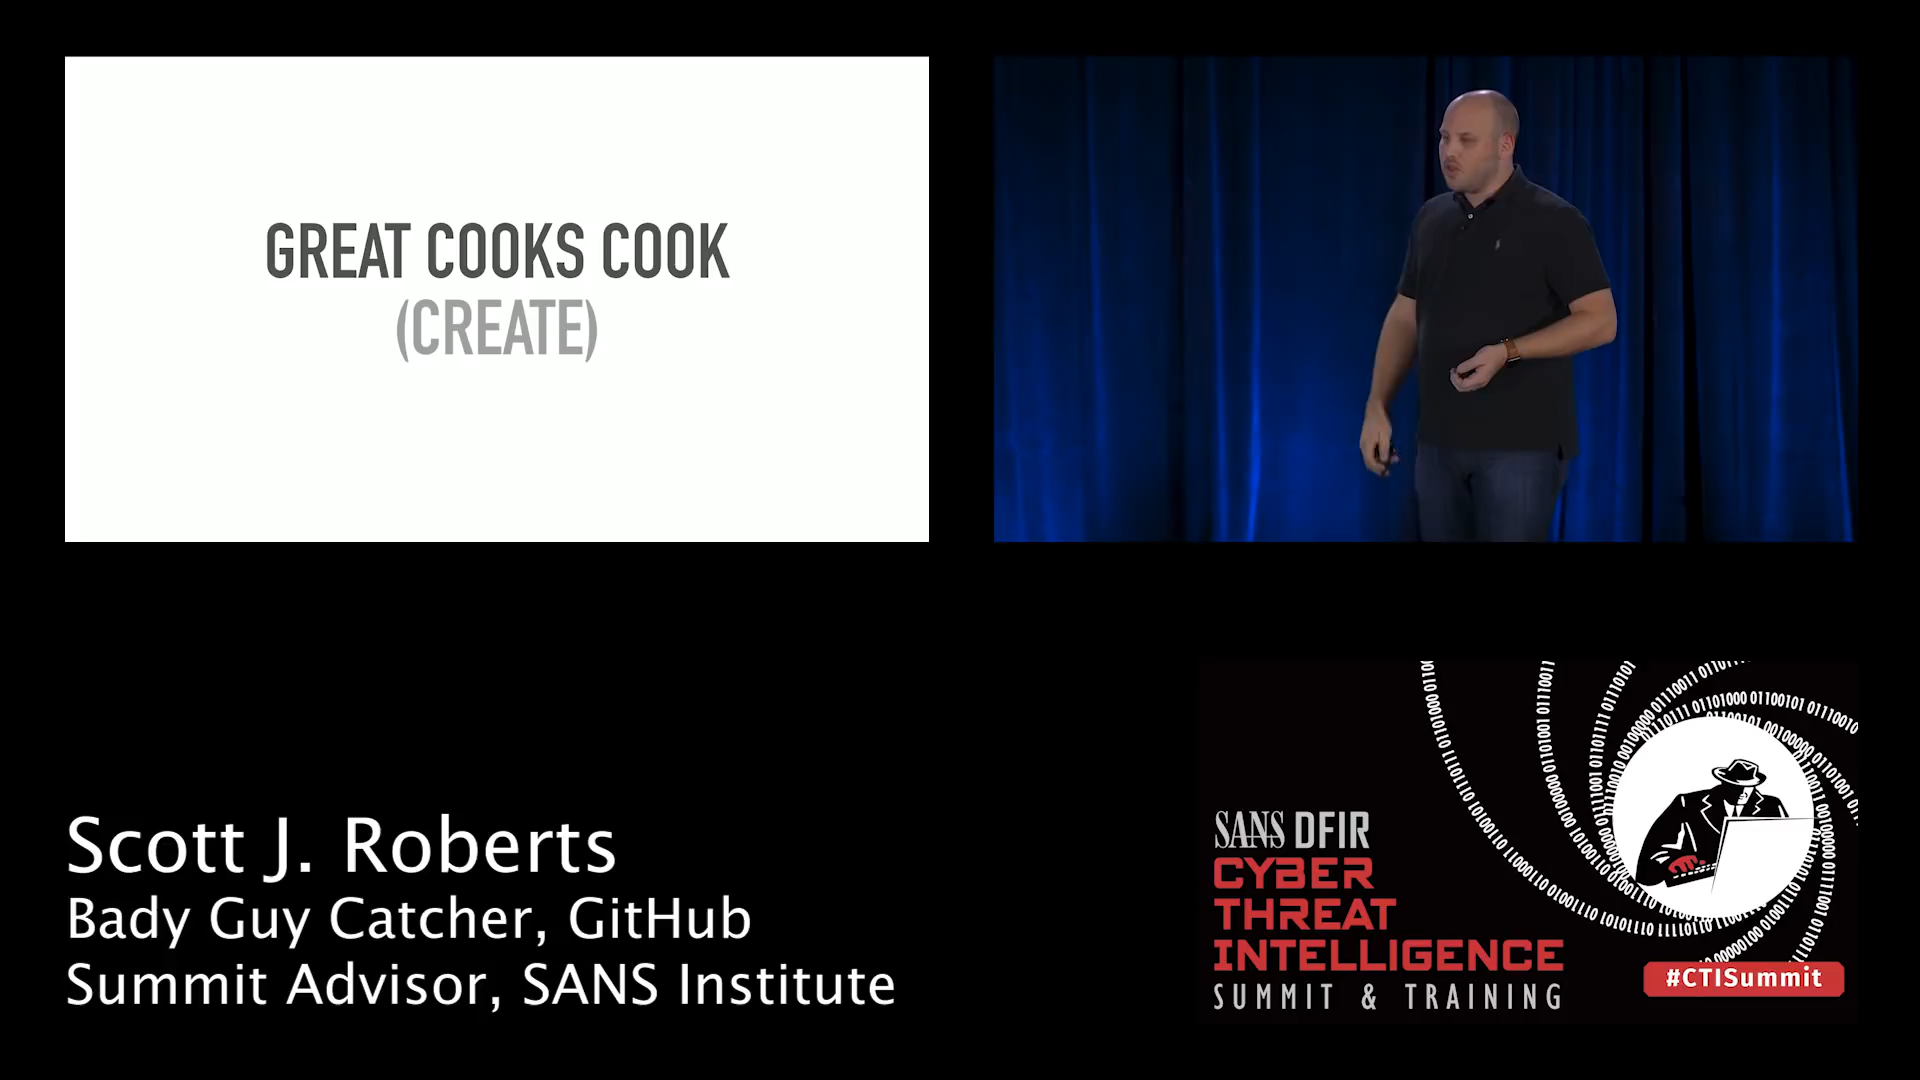 GREAT COOKS COOK
(CREATE)
Scott J. Roberts
Bady Guy Catcher, GitHub
Summit Advisor, SANS Institute
SANS DFIR
CYBER
THREAT
INTELLIGENCE
SUMMIT & TRAINING
#CTISummit